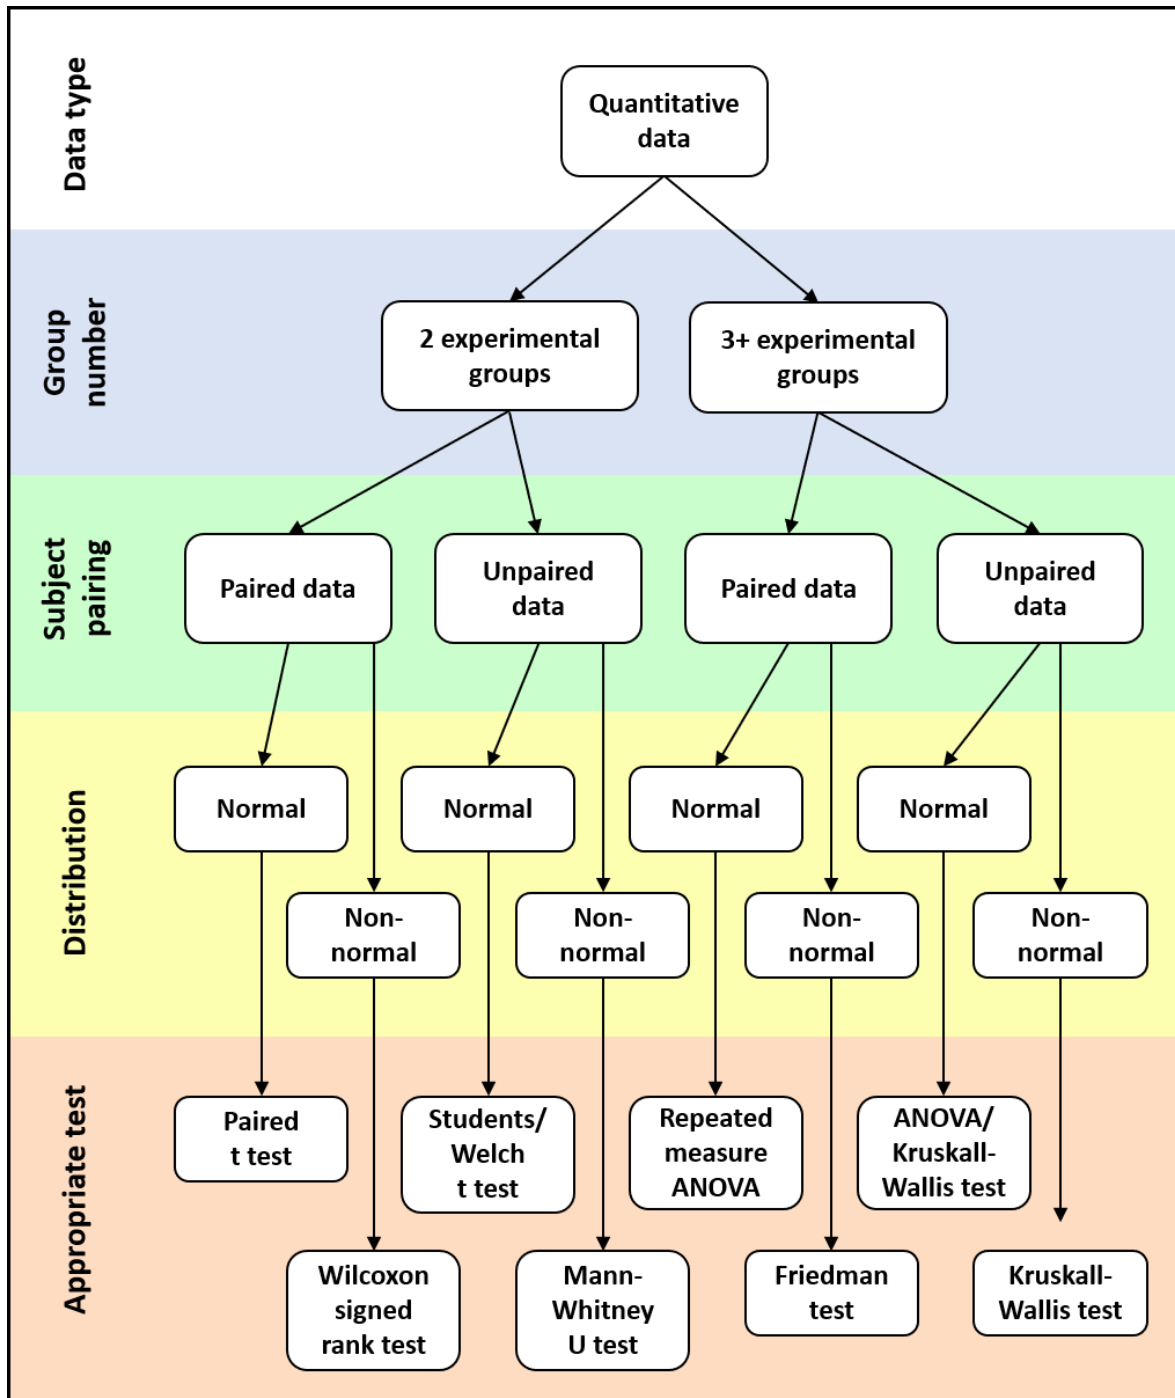 Data type
Quantitative
data
Group
number
2 experimental
groups
3+ experimental
groups
Subject
pairing
Paired data
Unpaired
data
Paired data
Unpaired
data
Distribution
Normal
Normal
Normal
Normal
Non-
normal
Non-
normal
Non-
normal
Non-
normal
Appropriate test
Paired
t test
Students/
Welch
t test
Repeated
measure
ANOVA
ANOVA/
Kruskall-
Wallis test
Wilcoxon
signed
rank test
Mann-
Whitney
U test
Friedman
test
Kruskall-
Wallis test